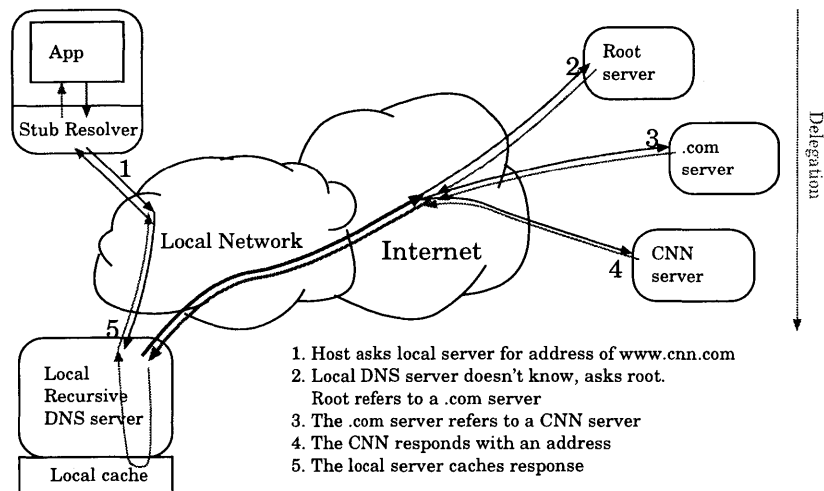 App
Stub Resolver
1
Local Network
Internet
2
Root
server
3
.com
server
4
CNN
server
Delegation
5
Local
Recursive
DNS server
Local cache
1. Host asks local server for address of www.cnn.com
2. Local DNS server doesn't know, asks root.
Root refers to a .com server
3. The .com server refers to a CNN server
4. The CNN responds with an address
5. The local server caches response